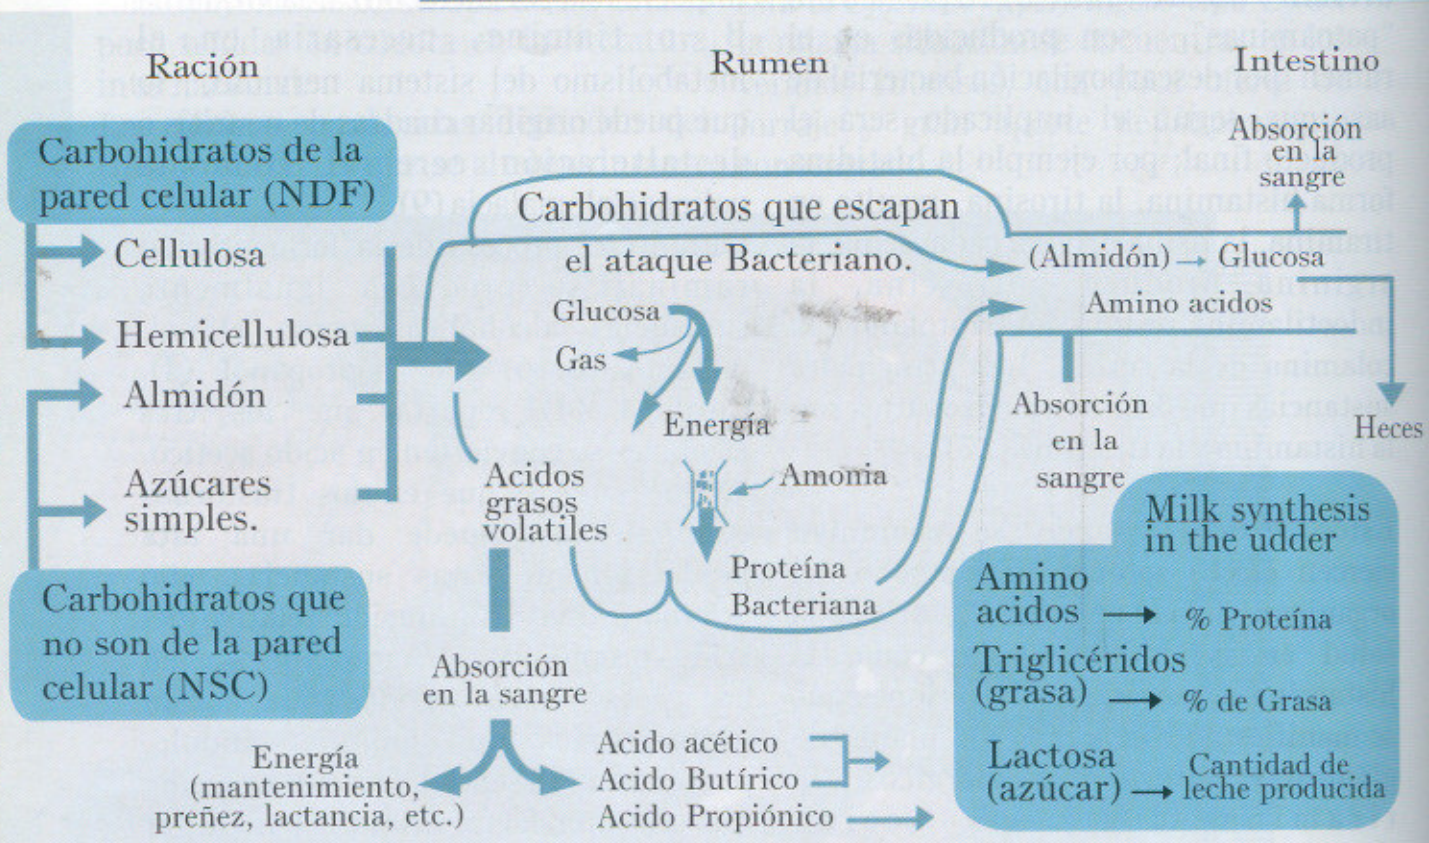 Ración
Rumen
Intestino
Carbohidratos de la
pared celular (NDF)
Cellulosa
Hemicellulosa
Almidón
Azúcares
simples.
Carbohidratos que
no son de la pared
celular (NSC)
Carbohidratos que escapan
el ataque Bacteriano.
Glucosa
Gas
Energía
Amonia
Acidos
grasos
volatiles
Proteína
Bacteriana
Absorción
en la
sangre
(Almidón) → Glucosa
Amino acidos
Absorción
en la
sangre
Heces
Absorción
en la sangre
Energía
(mantenimiento,
preñez, lactancia, etc.)
Acido acético
Acido Butírico
Acido Propiónico
Milk synthesis
in the udder
Amino
acidos → % Proteína
Triglicéridos
(grasa) → % de Grasa
Lactosa
(azúcar) →
Cantidad de
leche producida